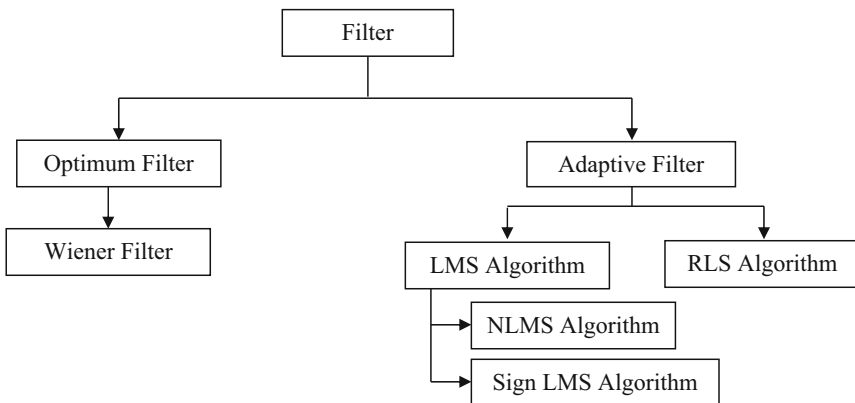 Filter
Optimum Filter
Adaptive Filter
Wiener Filter
LMS Algorithm
RLS Algorithm
NLMS Algorithm
Sign LMS Algorithm